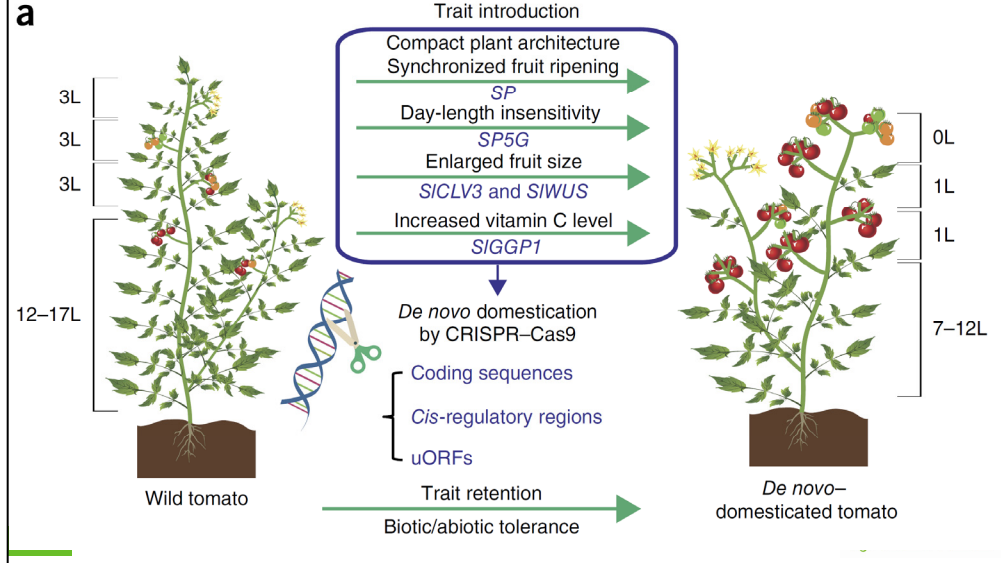 a
Trait introduction
Compact plant architecture
Synchronized fruit ripening
SP
Day-length insensitivity
SP5G
Enlarged fruit size
SlCLV3 and SlWUS
Increased vitamin C level
SlGGP1
3L
3L
3L
12–17L
0L
1L
1L
7–12L
De novo domestication
by CRISPR–Cas9
Coding sequences
Cis-regulatory regions
uORFs
Wild tomato
Trait retention
Biotic/abiotic tolerance
De novo–
domesticated tomato